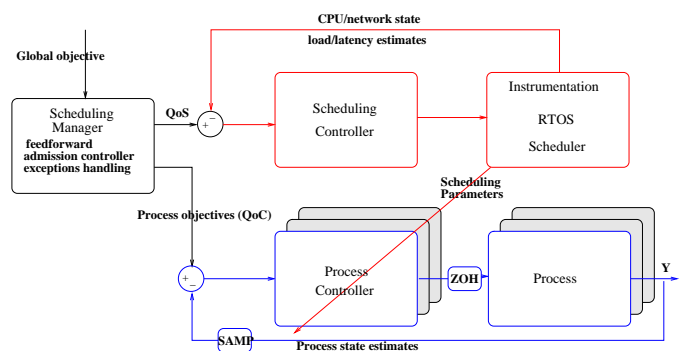 CPU/network state
load/latency estimates
Global objective
Scheduling
Manager
feedforward
admission controller
exceptions handling
QoS
+
−
Scheduling
Controller
Instrumentation
RTOS
Scheduler
Scheduling
Parameters
Process objectives (QoC)
+
−
Process
Controller
ZOH
Process
Y
SAMP
Process state estimates